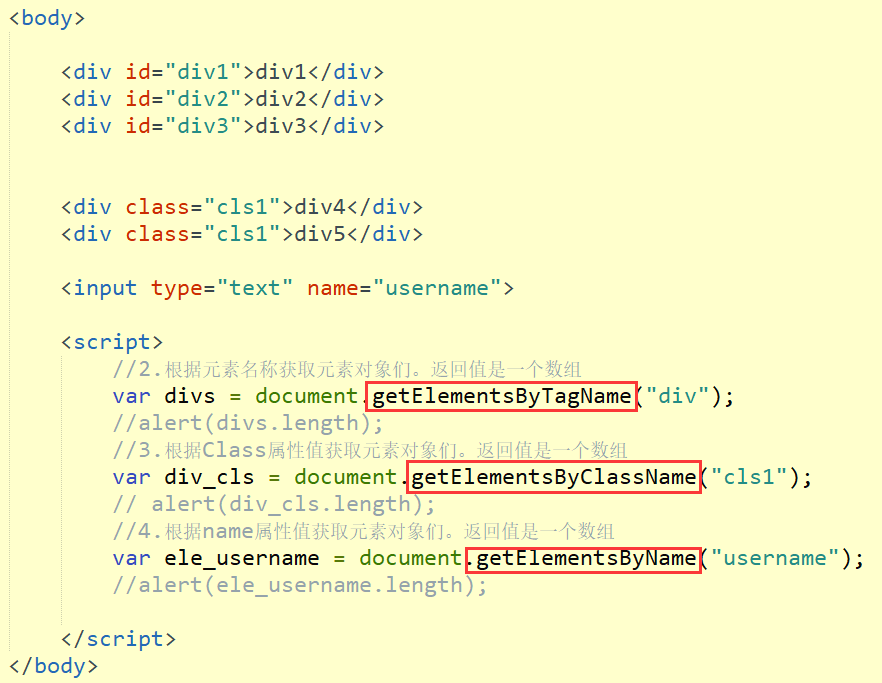 <body>
<div id="div1">div1</div>
<div id="div2">div2</div>
<div id="div3">div3</div>
<div class="cls1">div4</div>
<div class="cls1">div5</div>
<input type="text" name="username">
<script>
//2.根据元素名称获取元素对象们。返回值是一个数组
var divs = document.getElementsByTagName("div");
//alert(divs.length);
//3.根据Class属性值获取元素对象们。返回值是一个数组
var div_cls = document.getElementsByClassName("cls1");
// alert(div_cls.length);
//4.根据name属性值获取元素对象们。返回值是一个数组
var ele_username = document.getElementsByName("username");
//alert(ele_username.length);
</script>
</body>